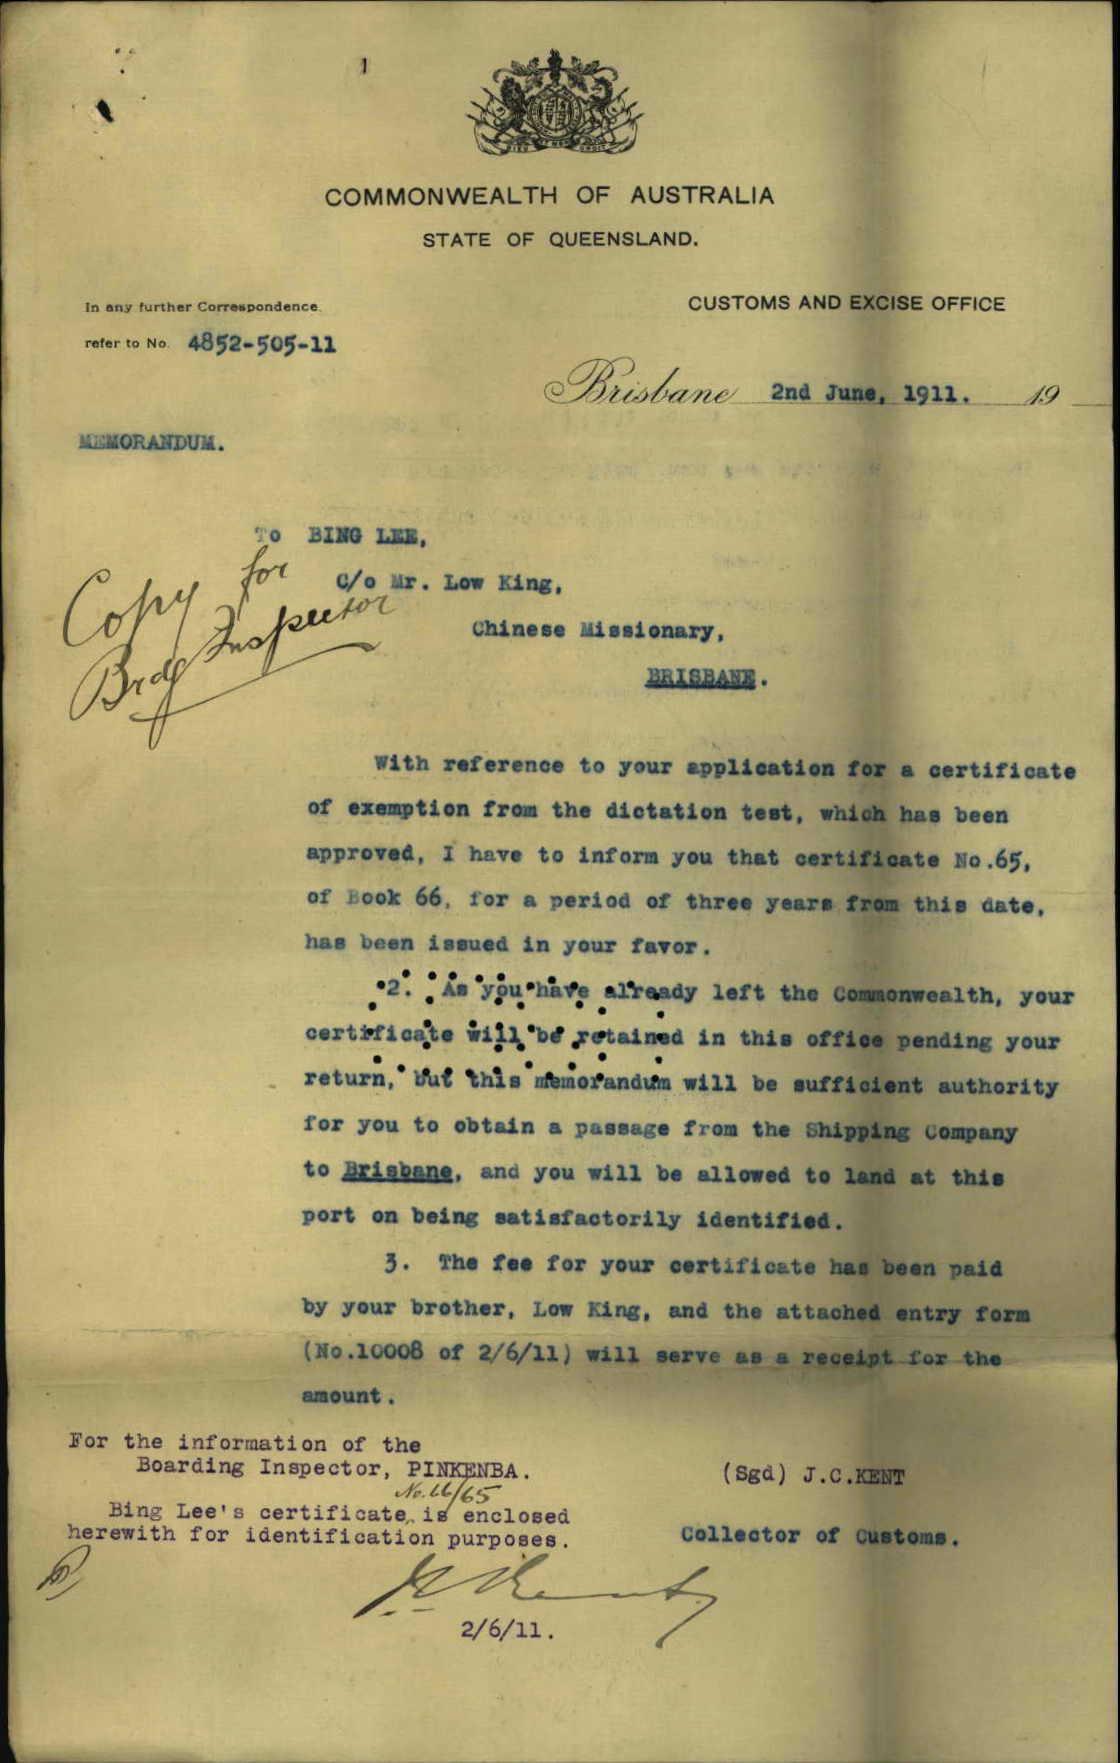 1
COMMONWEALTH OF AUSTRALIA
STATE OF QUEENSLAND.
In any further Correspondence
refer to No. 4852-505-11
CUSTOMS AND EXCISE OFFICE
Brisbane 2nd June, 1911. 19
MEMORANDUM.
To BING LEE,
C/o Mr. Low King,
Chinese Missionary,
BRISBANE.
Copy for
Brdg Inspector
With reference to your application for a certificate
of exemption from the dictation test, which has been
approved, I have to inform you that certificate No.65,
of Book 66, for a period of three years from this date,
has been issued in your favor.
2. As you have already left the Commonwealth, your
certificate will be retained in this office pending your
return, but this memorandum will be sufficient authority
for you to obtain a passage from the Shipping Company
to Brisbane, and you will be allowed to land at this
port on being satisfactorily identified.
3. The fee for your certificate has been paid
by your brother, Low King, and the attached entry form
(No.10008 of 2/6/11) will serve as a receipt for the
amount.
For the information of the
Boarding Inspector, PINKENBA.
No. 66/65
Bing Lee's certificate is enclosed
herewith for identification purposes.
(Sgd) J.C.KENT
Collector of Customs.
2/6/11.